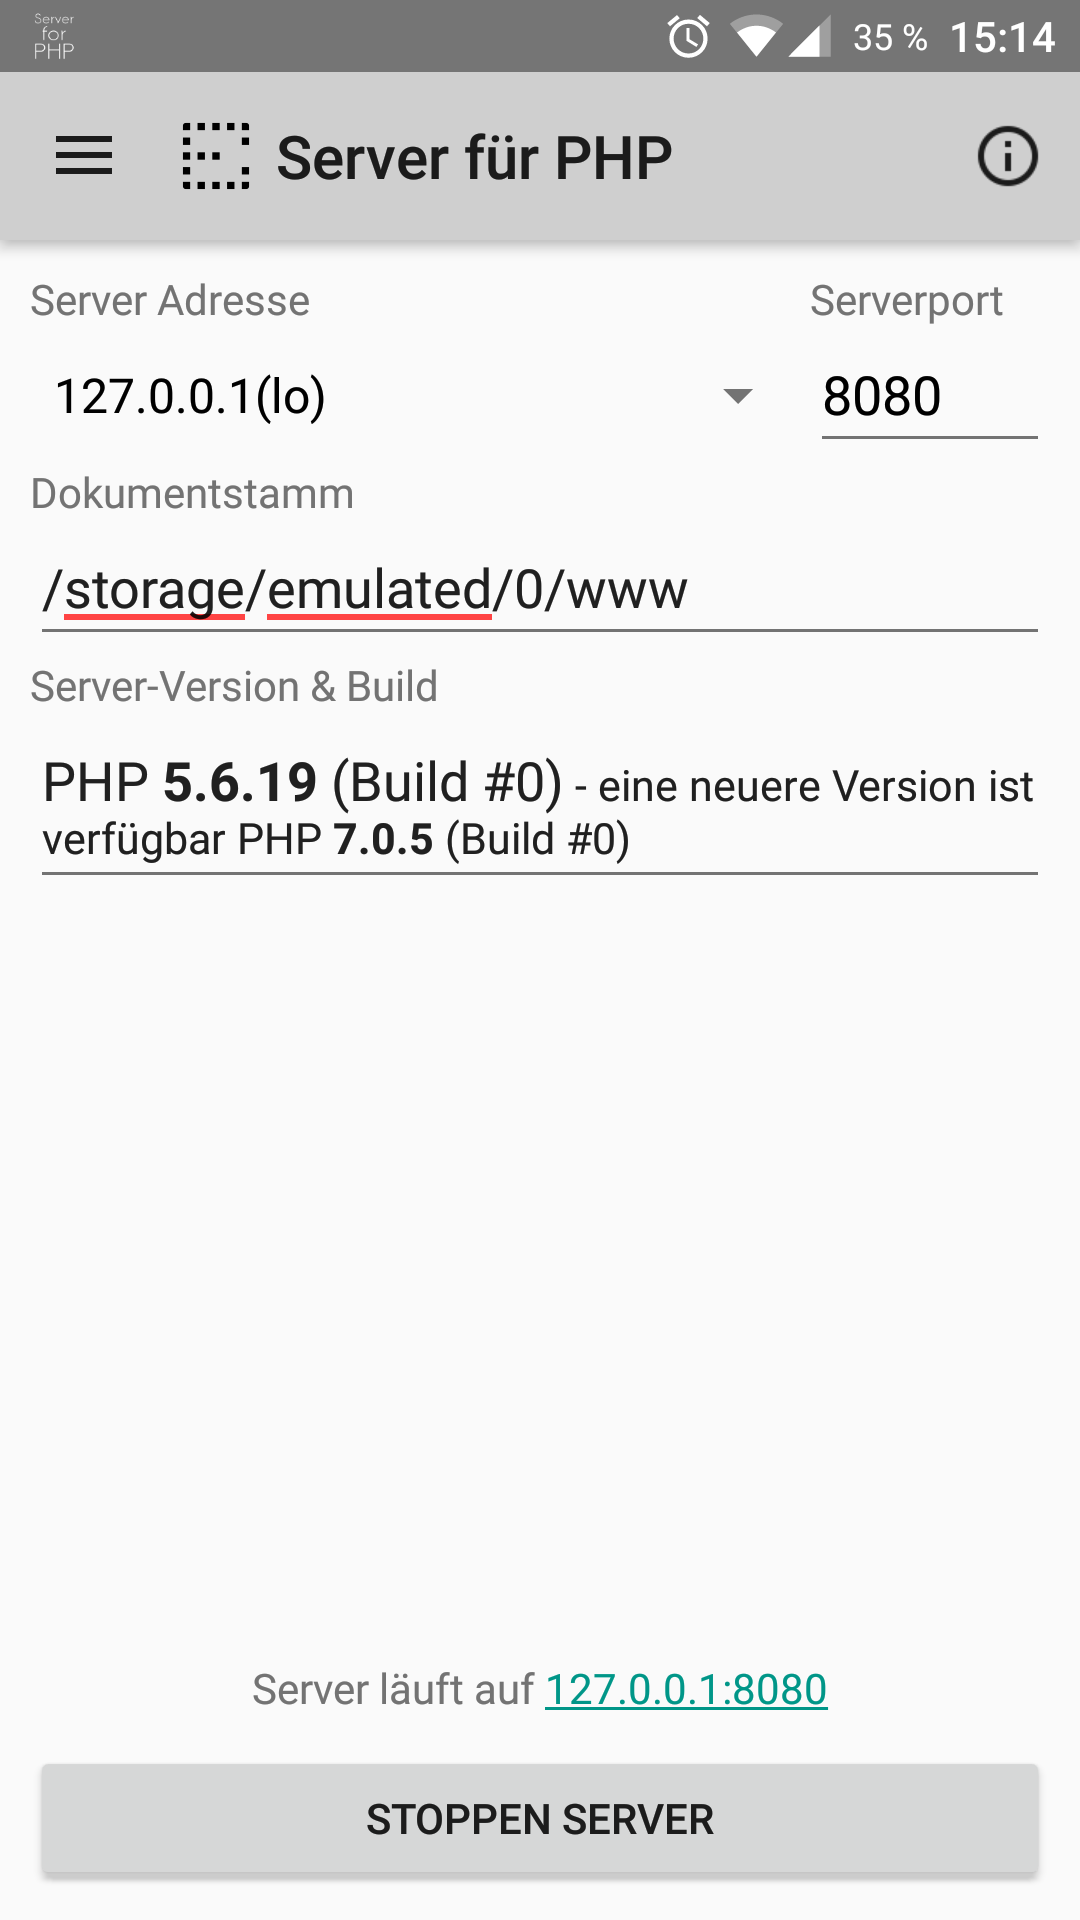 Server
for
PHP
35 % 15:14
Server für PHP
Server Adresse Serverport
127.0.0.1(lo) 8080
Dokumentstamm
/storage/emulated/0/www
Server-Version & Build
PHP 5.6.19 (Build #0) - eine neuere Version ist
verfügbar PHP 7.0.5 (Build #0)
Server läuft auf 127.0.0.1:8080
STOPPEN SERVER